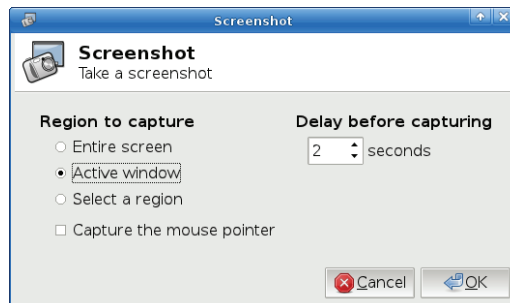 Screenshot
Screenshot
Take a screenshot
Region to capture
Entire screen
Active window
Select a region
Capture the mouse pointer
Delay before capturing
2 seconds
Cancel OK